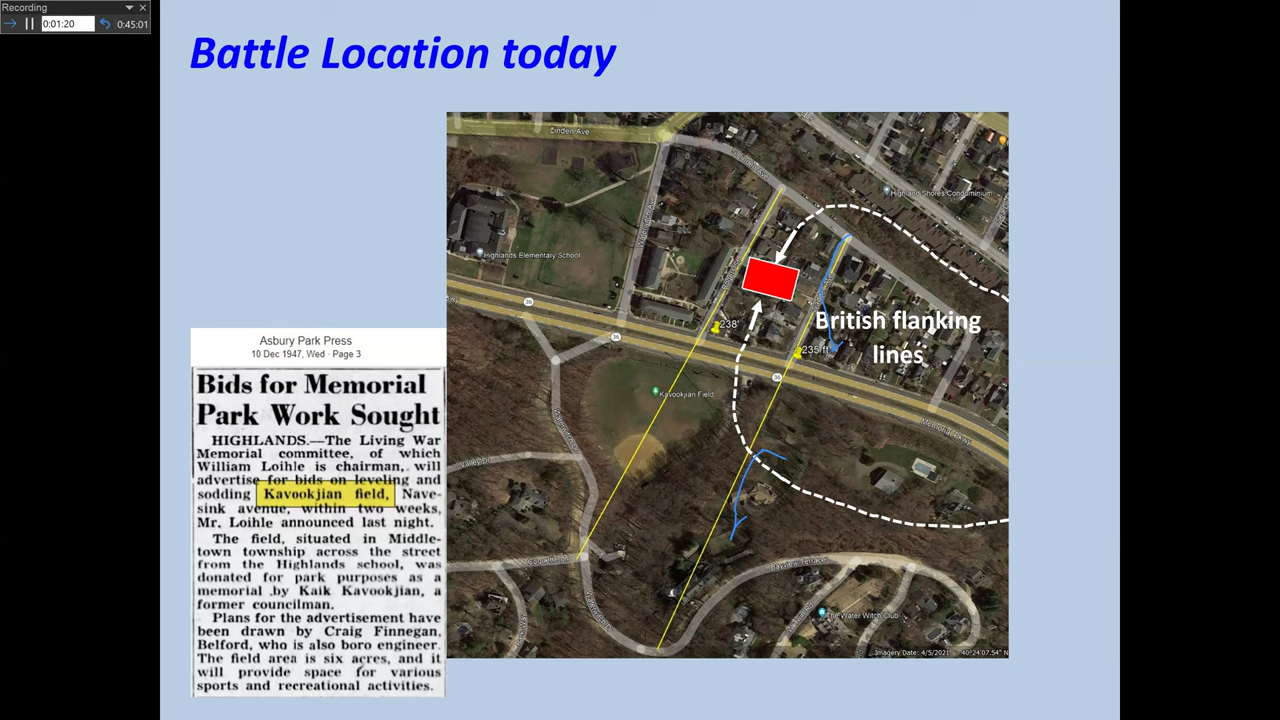 Recording
0:01:20
0:45:01
Battle Location today
Linden Ave
Highland Shores Condominium
Highlands Elementary School
36
36
238'
British flanking
lines
235 ft
36
Kavookjian Field
Bayview Terrace
The Water Witch Club
Imagery Date: 4/5/2021 40°24'07.54" N
Asbury Park Press
10 Dec 1947, Wed · Page 3
Bids for Memorial
Park Work Sought
HIGHLANDS.—The Living War
Memorial committee, of which
William Loihle is chairman, will
advertise for bids on leveling and
sodding Kavookjian field, Nave-
sink avenue, within two weeks,
Mr. Loihle announced last night.
The field, situated in Middle-
town township across the street
from the Highlands school, was
donated for park purposes as a
memorial by Kaik Kavookjian, a
former councilman.
Plans for the advertisement have
been drawn by Craig Finnegan,
Belford, who is also boro engineer.
The field area is six acres, and it
will provide space for various
sports and recreational activities.